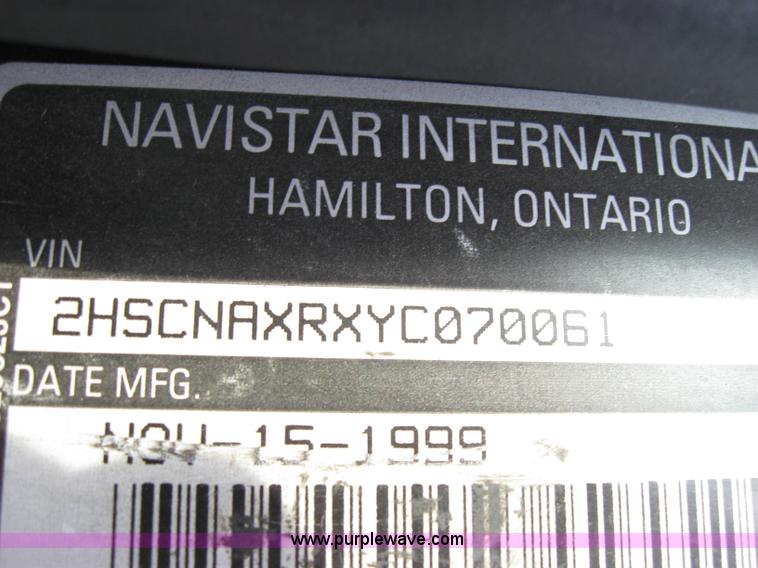 NAVISTAR INTERNATIONA
HAMILTON, ONTARIO
VIN
2HSCNAXRXYC070061
DATE MFG.
NOV-15-1999
www.purplewave.com